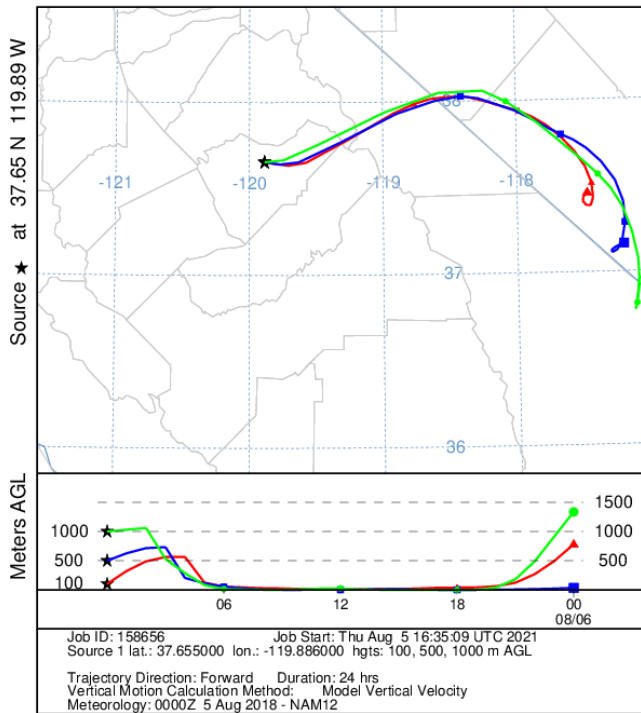 Source ★ at 37.65 N 119.89 W
38
-121
-120
-119
-118
37
36
Meters AGL
1500
1000
1000
500
500
100
06
12
18
00
08/06
Job ID: 158656 Job Start: Thu Aug 5 16:35:09 UTC 2021
Source 1 lat.: 37.655000 lon.: -119.886000 hgts: 100, 500, 1000 m AGL
Trajectory Direction: Forward Duration: 24 hrs
Vertical Motion Calculation Method: Model Vertical Velocity
Meteorology: 0000Z 5 Aug 2018 - NAM12